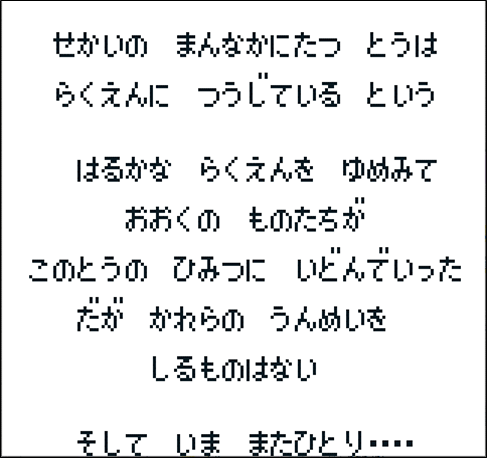 せかいの　まんなかにたつ　とうは
らくえんに　つうじている　という
はるかな　らくえんを　ゆめみて
おおくの　ものたちが
このとうの　ひみつに　いどんでいった
だが　かれらの　うんめいを
しるものはない
そして　いま　またひとり････